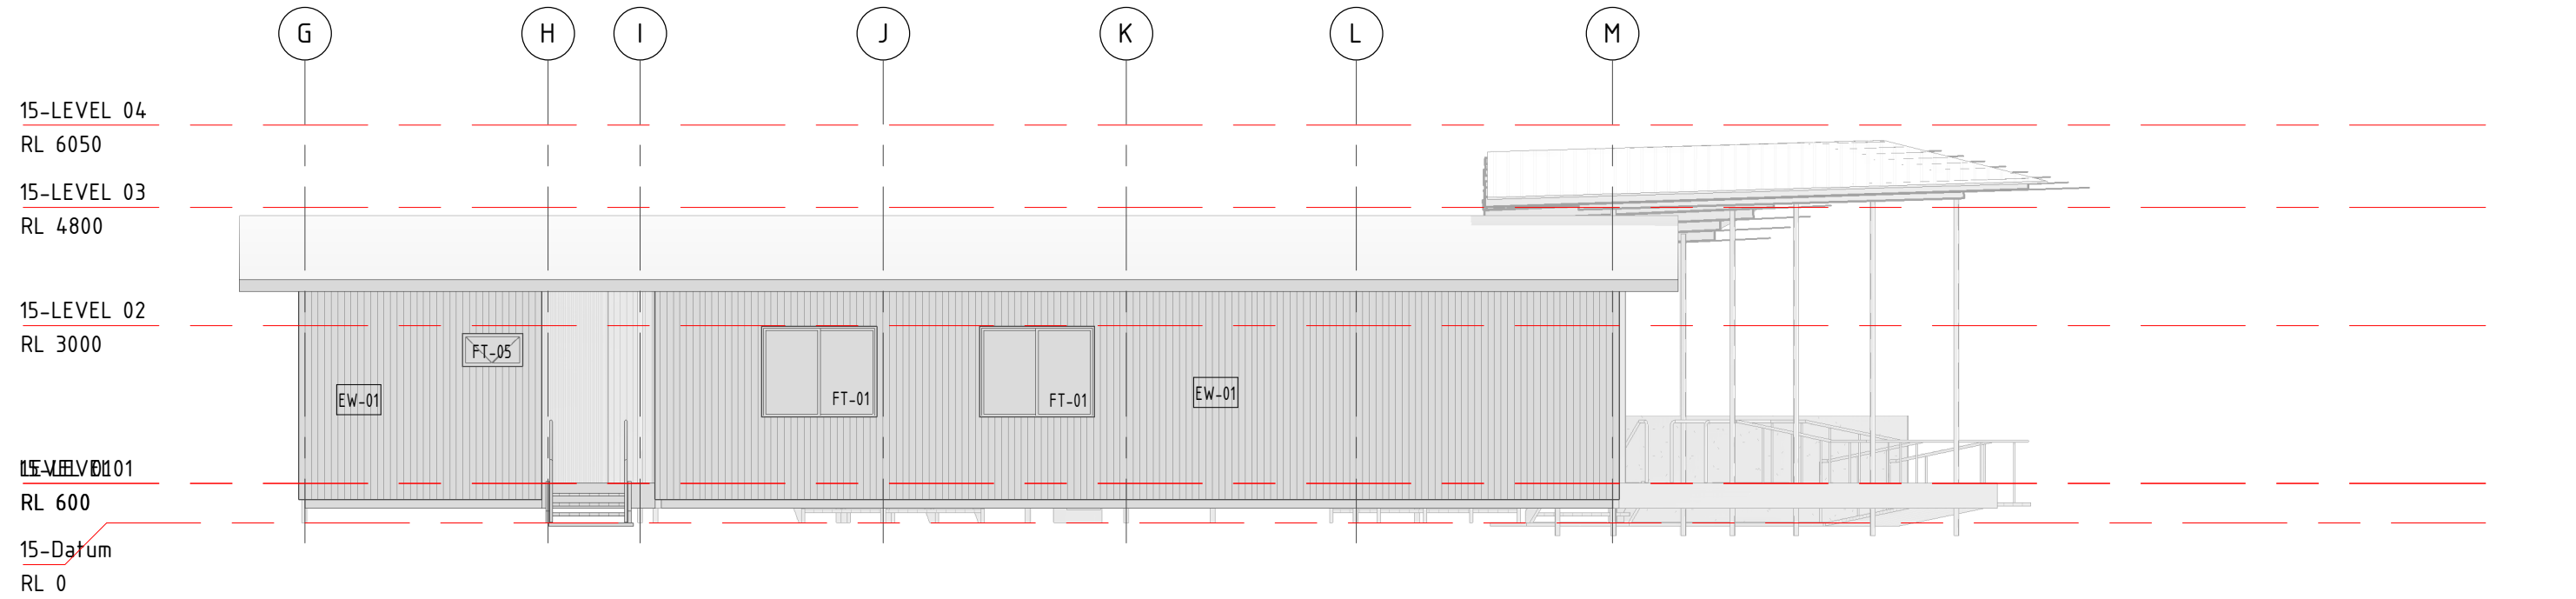 G H I J K L M
15-LEVEL 04
RL 6050
15-LEVEL 03
RL 4800
15-LEVEL 02
RL 3000
FT-05
EW-01
FT-01
FT-01
EW-01
RL 600
15-Datum
RL 0